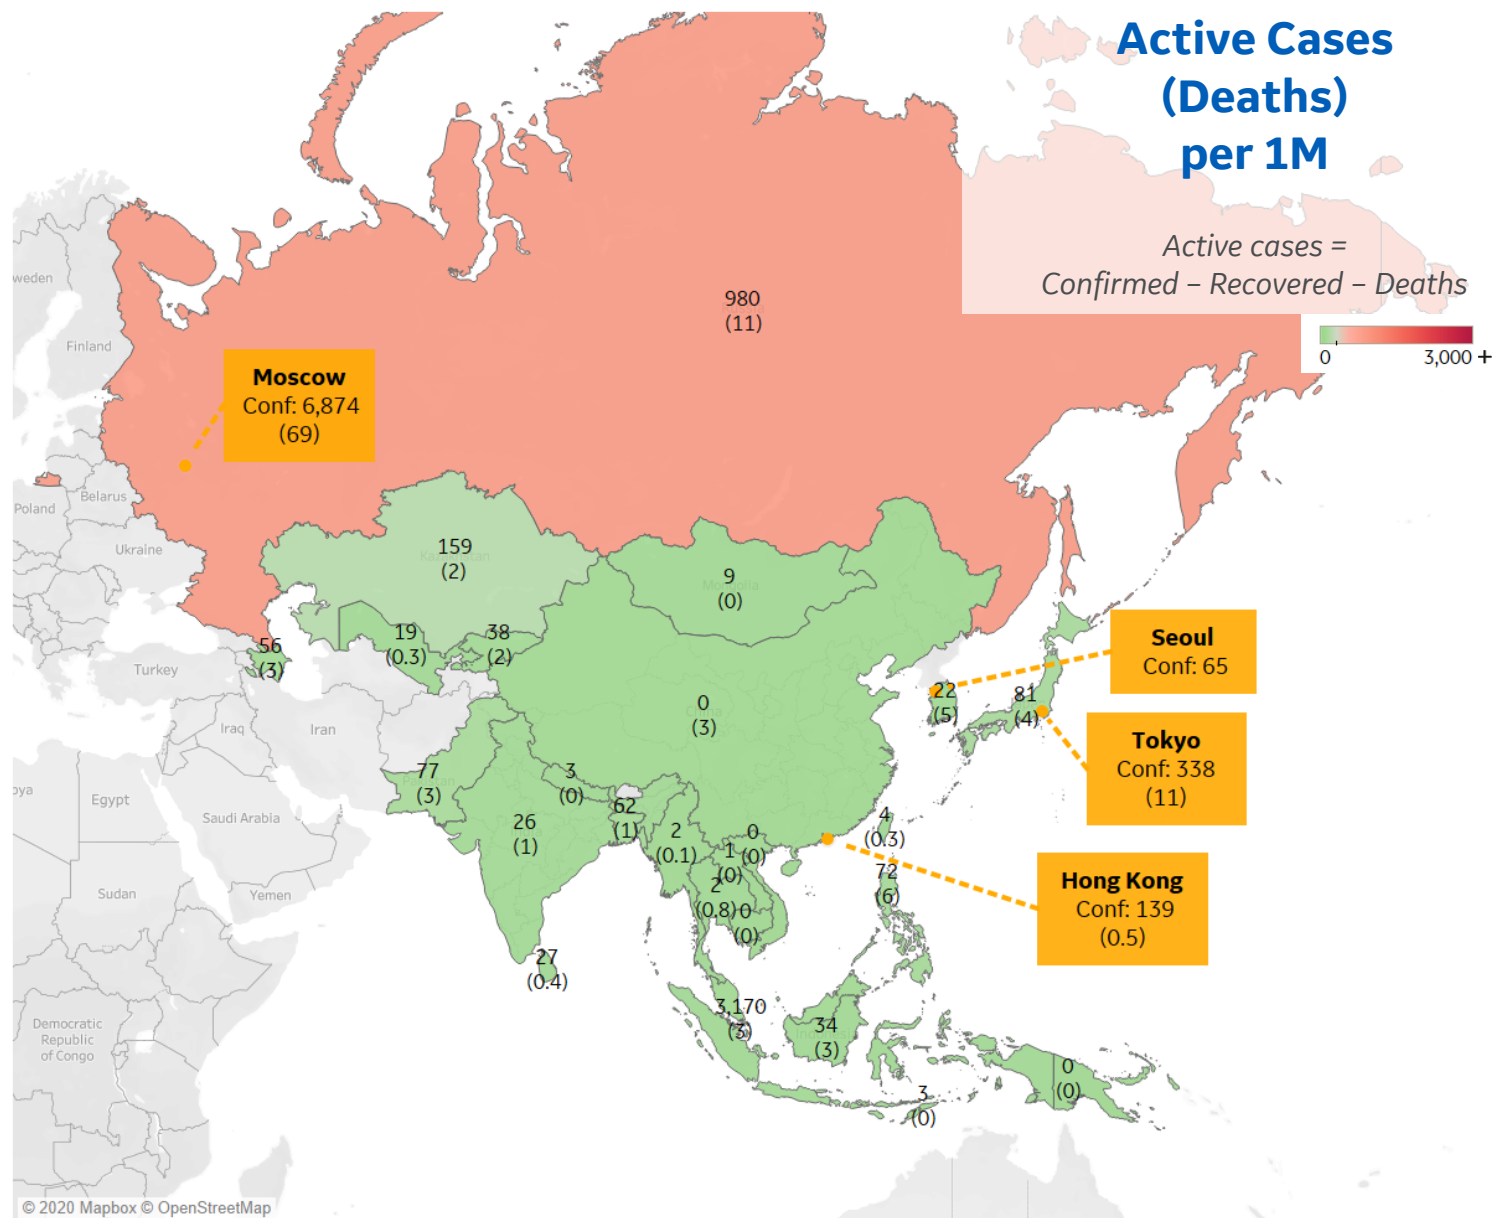 Active Cases
(Deaths)
per 1M
Active cases =
Confirmed – Recovered – Deaths
0
3,000 +
980
(11)
weden
Finland
Moscow
Conf: 6,874
(69)
Poland
Belarus
Ukraine
159
(2)
9
(0)
56
(3)
19
(0.3)
38
(2)
Seoul
Conf: 65
Turkey
Iraq
Iran
0
(3)
22
(5)
81
(4)
Tokyo
Conf: 338
(11)
77
(3)
3
(0)
62
(1)
26
(1)
2
(0.1)
0
(0)
1
(0)
2
(0.8)
0
(0)
4
(0.3)
72
(6)
Hong Kong
Conf: 139
(0.5)
oya
Egypt
Saudi Arabia
Sudan
Yemen
27
(0.4)
3,170
(3)
34
(3)
Democratic
Republic
of Congo
0
(0)
3
(0)
© 2020 Mapbox © OpenStreetMap